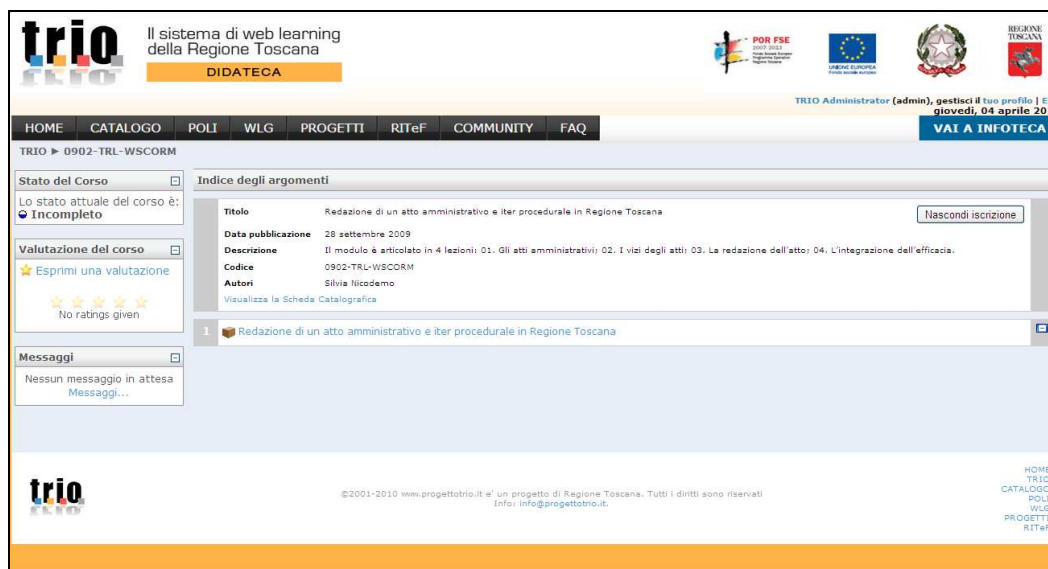 trio
Il sistema di web learning
della Regione Toscana
DIDATECA
POR FSE
2007-2013
UNIONE EUROPEA
Fondo sociale europeo
REGIONE
TOSCANA
TRIO Administrator (admin), gestisci il tuo profilo | E
giovedì, 04 aprile 20
HOME CATALOGO POLI WLG PROGETTI RITeF COMMUNITY FAQ
VAI A INFOTECA
TRIO ► 0902-TRL-WSCORM
Stato del Corso
Lo stato attuale del corso è:
Incompleto
Valutazione del corso
Esprimi una valutazione
No ratings given
Messaggi
Nessun messaggio in attesa
Messaggi...
Indice degli argomenti
Titolo Redazione di un atto amministrativo e iter procedurale in Regione Toscana
Nascondi iscrizione
Data pubblicazione 28 settembre 2009
Descrizione Il modulo è articolato in 4 lezioni: 01. Gli atti amministrativi; 02. I vizi degli atti; 03. La redazione dell'atto; 04. L'integrazione dell'efficacia.
Codice 0902-TRL-WSCORM
Autori Silvia Nicodemo
Visualizza la Scheda Catalografica
1 Redazione di un atto amministrativo e iter procedurale in Regione Toscana
trio
©2001-2010 www.progettotrio.it e' un progetto di Regione Toscana. Tutti i diritti sono riservati
Info: info@progettotrio.it.
HOME
TRIO
CATALOGO
POLI
WLG
PROGETTI
RITeF